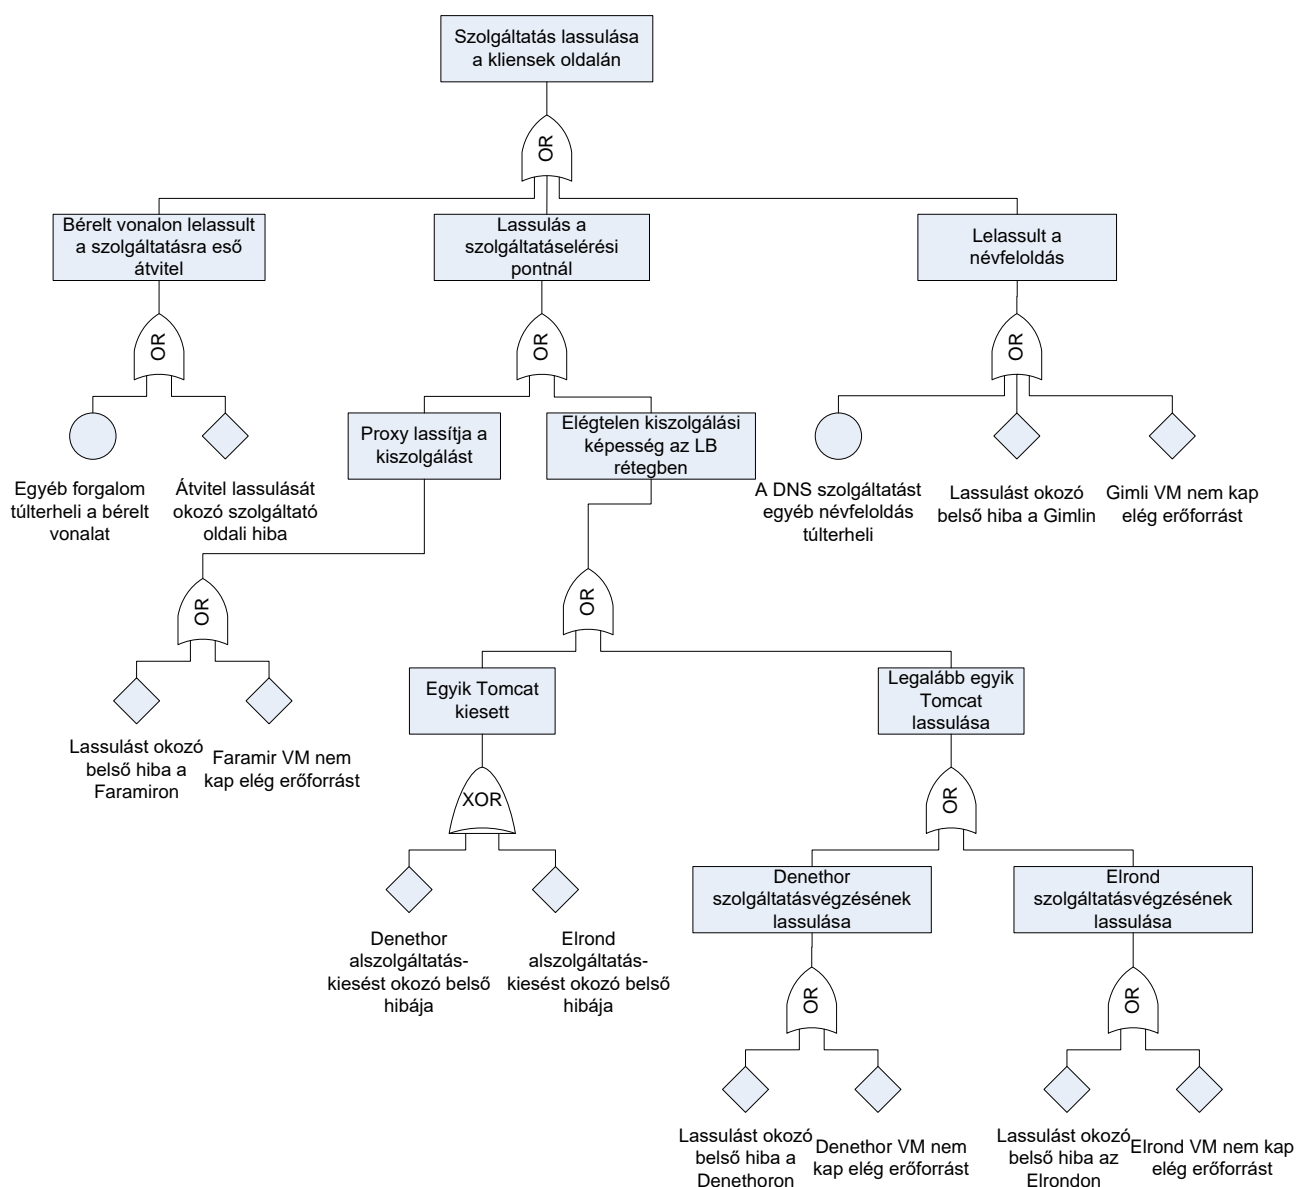 Szolgáltatás lassulása
a kliensek oldalán
OR
Bérelt vonalon lelassult
a szolgáltatásra eső
átvitel
Lassulás a
szolgáltatáselérési
pontnál
Lelassult a
névfeloldás
OR
OR
OR
Egyéb forgalom
túlterheli a bérelt
vonalat
Átvitel lassulását
okozó szolgáltató
oldali hiba
Proxy lassítja a
kiszolgálást
Elégtelen kiszolgálási
képesség az LB
rétegben
A DNS szolgáltatást
egyéb névfeloldás
túlterheli
Lassulást okozó
belső hiba a Gimlin
Gimli VM nem kap
elég erőforrást
OR
OR
Lassulást okozó
belső hiba a
Faramiron
Faramir VM nem
kap elég erőforrást
Egyik Tomcat
kiesett
Legalább egyik
Tomcat
lassulása
XOR
OR
Denethor
alszolgáltatás-
kiesést okozó belső
hibája
Elrond
alszolgáltatás-
kiesést okozó belső
hibája
Denethor
szolgáltatásvégzésének
lassulása
Elrond
szolgáltatásvégzésének
lassulása
OR
OR
Lassulást okozó
belső hiba a
Denethoron
Denethor VM nem
kap elég erőforrást
Lassulást okozó
belső hiba az
Elrondon
Elrond VM nem kap
elég erőforrást